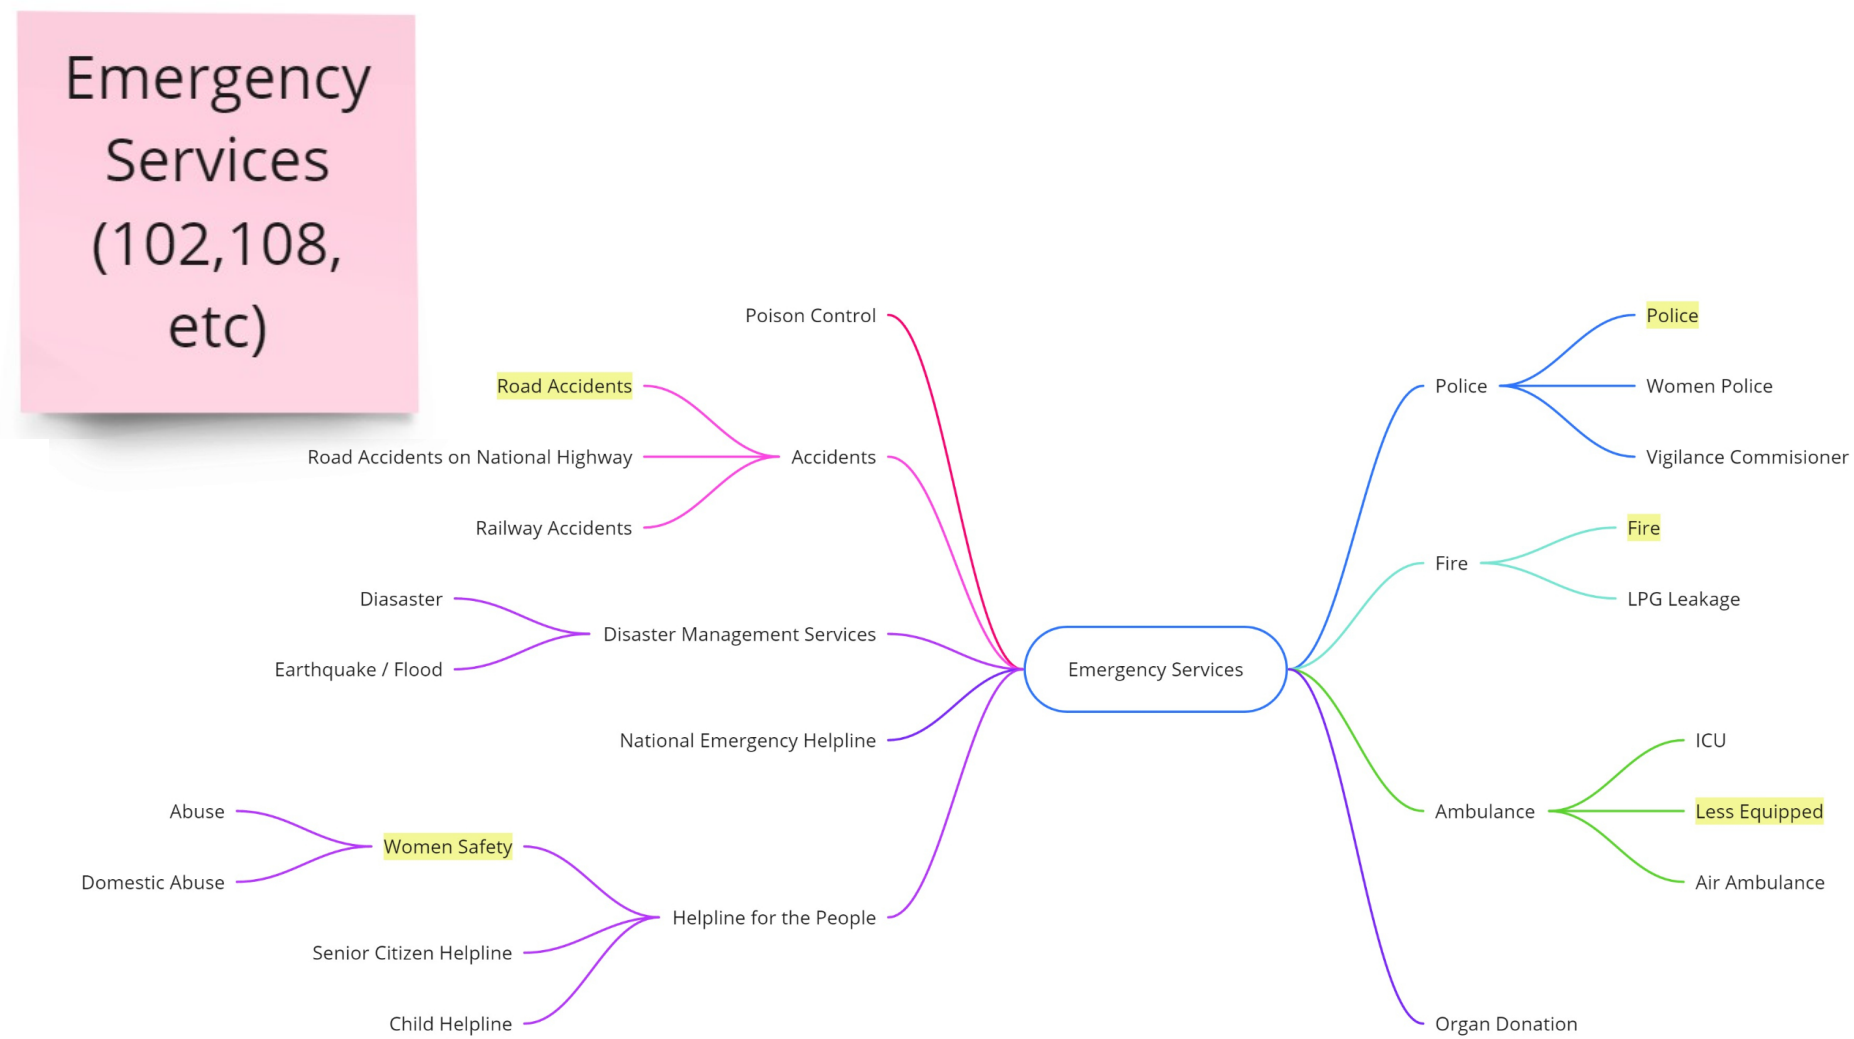 Emergency
Services
(102,108,
etc)
Poison Control
Road Accidents
Road Accidents on National Highway
Accidents
Railway Accidents
Diasaster
Disaster Management Services
Earthquake / Flood
National Emergency Helpline
Abuse
Women Safety
Domestic Abuse
Helpline for the People
Senior Citizen Helpline
Child Helpline
Emergency Services
Police
Police
Women Police
Vigilance Commisioner
Fire
Fire
LPG Leakage
ICU
Ambulance
Less Equipped
Air Ambulance
Organ Donation